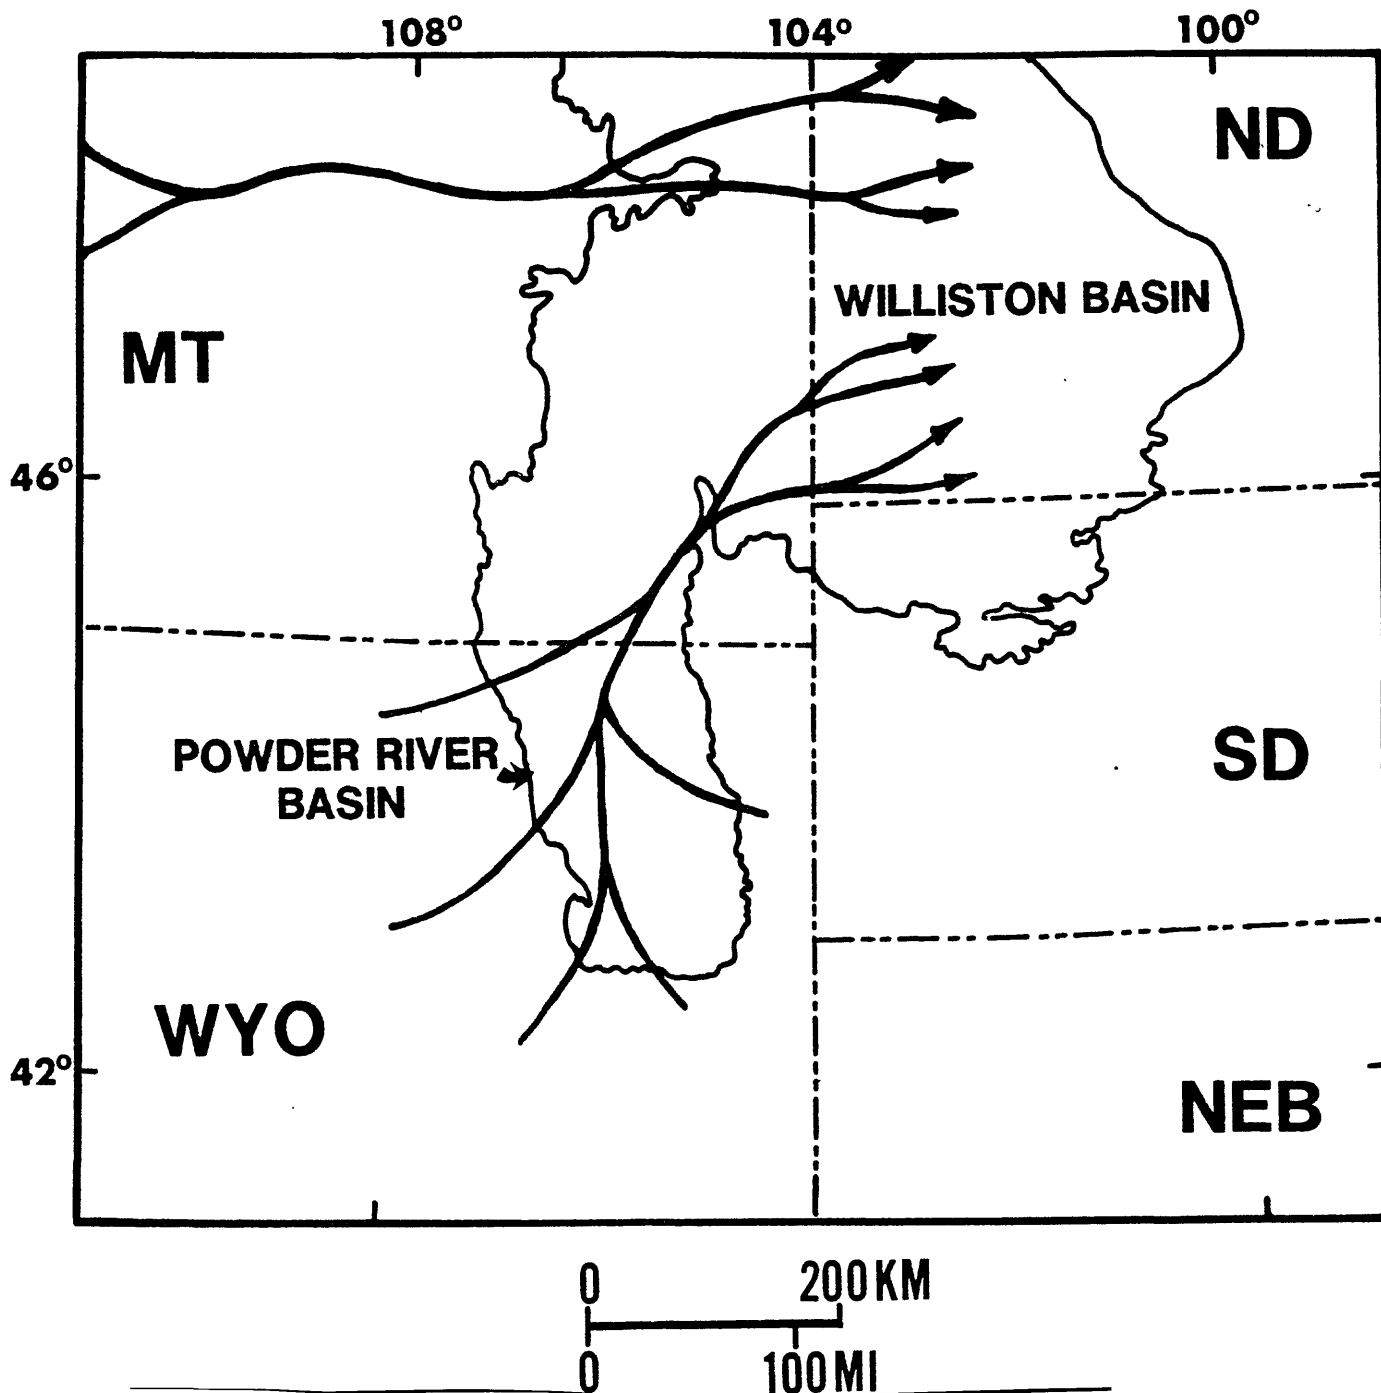 108° 104° 100°
ND
WILLISTON BASIN
MT
46°
POWDER RIVER
BASIN
SD
WYO
42°
NEB
0 200 KM
0 100 MI